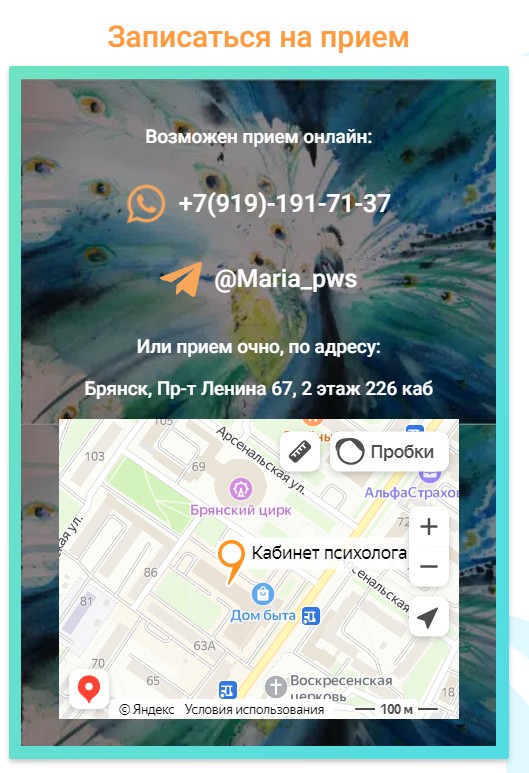 Записаться на прием
Возможен прием онлайн:
+7(919)-191-71-37
@Maria_pws
Или прием очно, по адресу:
Брянск, Пр-т Ленина 67, 2 этаж 226 каб
Арсенальская ул.
Пробки
103
69
АльфаСтрахов
Брянский цирк
72
ая ул.
Кабинет психолога
86
сенальская
81
Дом быта
63А
70
65
Воскресенская
церковь
© Яндекс Условия использования 100 м